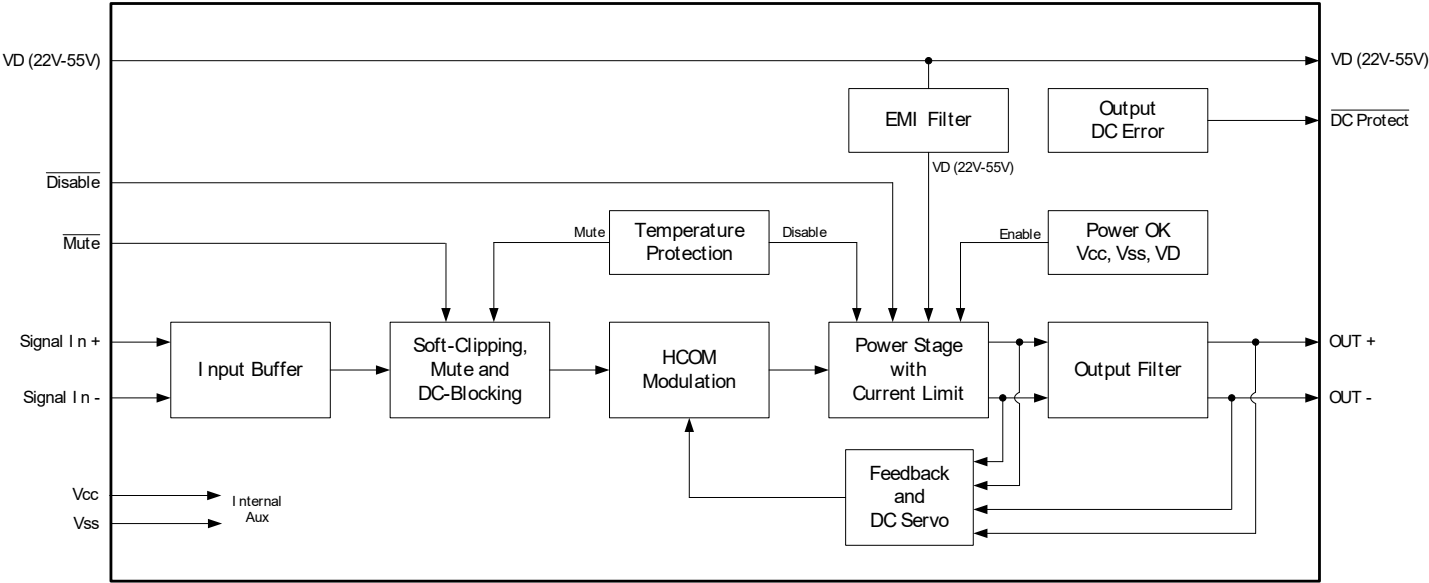 VD (22V-55V)
VD (22V-55V)
EMI Filter
Output
DC Error
DC Protect
VD (22V-55V)
Disable
Mute
Mute
Temperature
Protection
Disable
Enable
Power OK
Vcc, Vss, VD
Signal In +
Signal In -
Input Buffer
Soft-Clipping,
Mute and
DC-Blocking
HCOM
Modulation
Power Stage
with
Current Limit
Output Filter
OUT +
OUT -
Feedback
and
DC Servo
Vcc
Vss
Internal
Aux